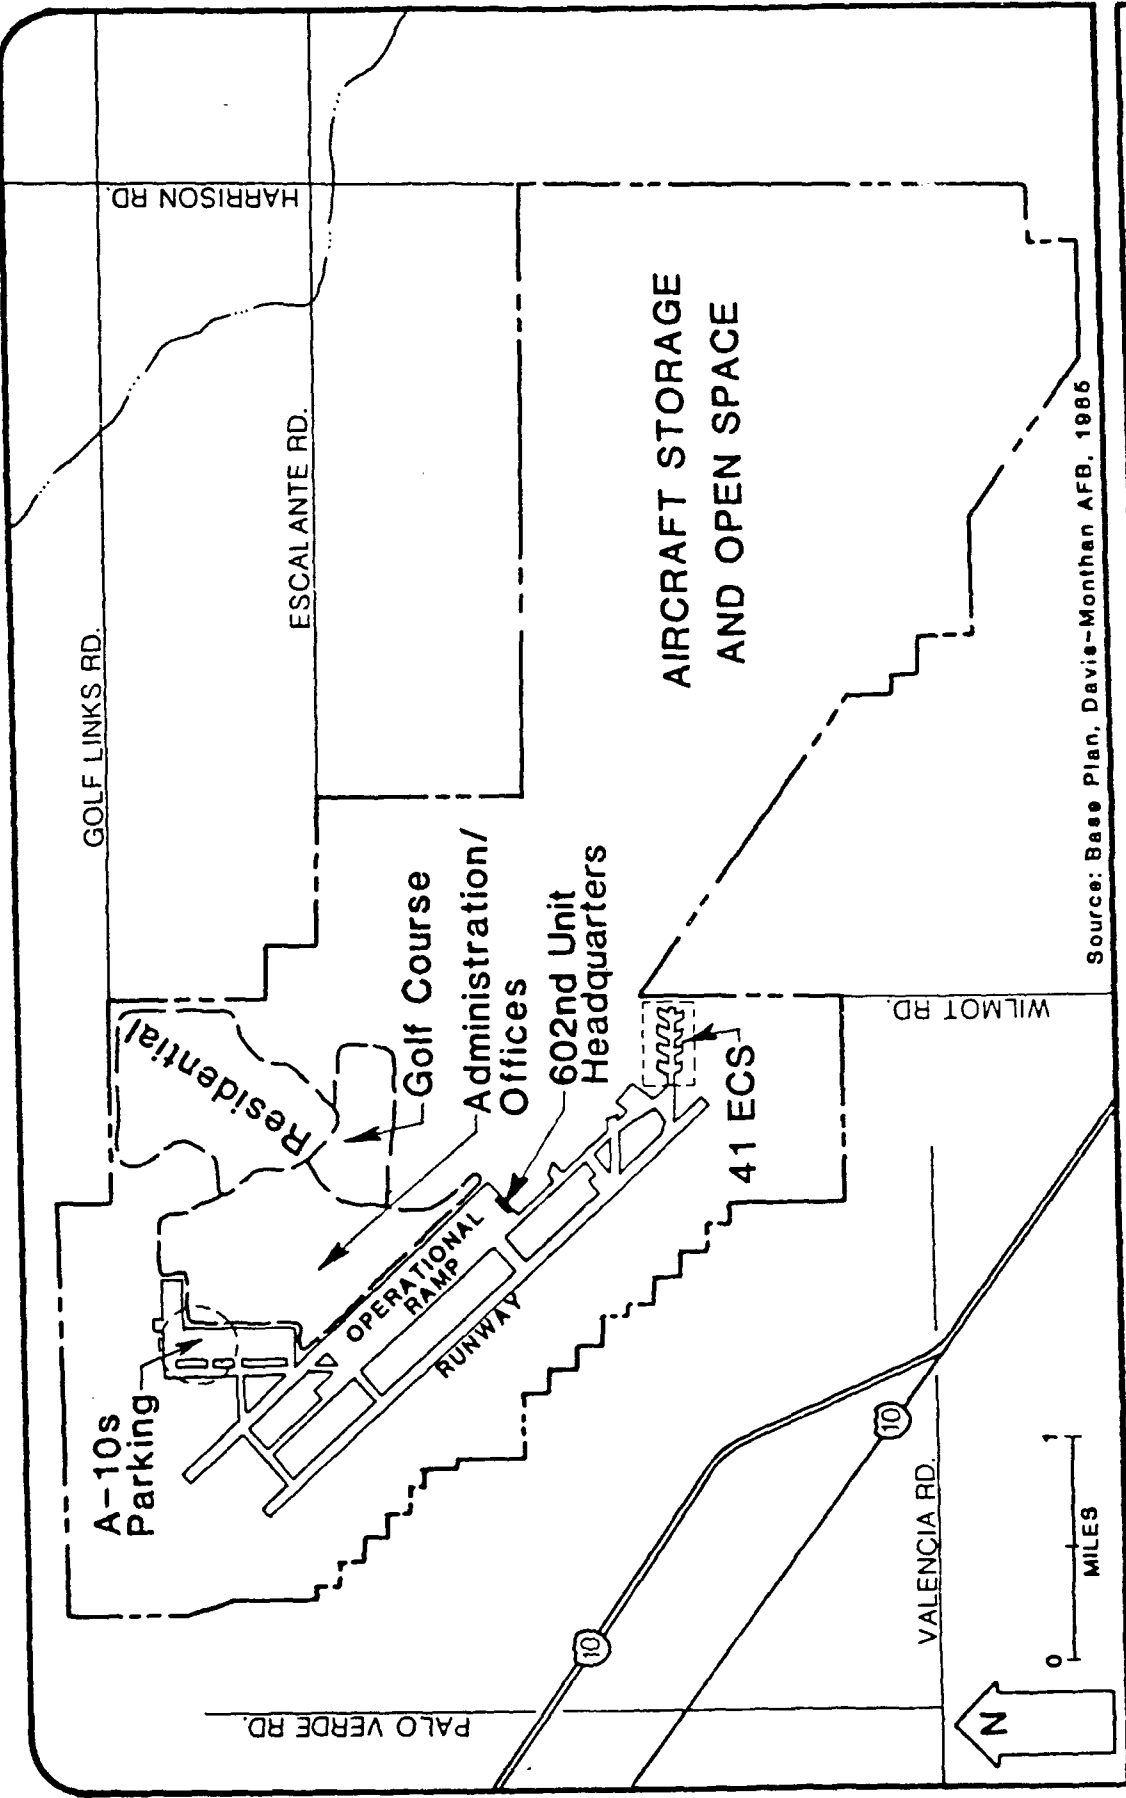 GOLF LINKS RD.
HARRISON RD.
ESCALANTE RD.
A-10s
Parking
Residential
Golf Course
Administration/
Offices
602nd Unit
Headquarters
OPERATIONAL
RAMP
RUNWAY
41 ECS
AIRCRAFT STORAGE
AND OPEN SPACE
PALO VERDE RD.
WILMOT RD.
10
10
VALENCIA RD.
N
0 1
MILES
Source: Base Plan, Davis-Monthan AFB, 1985